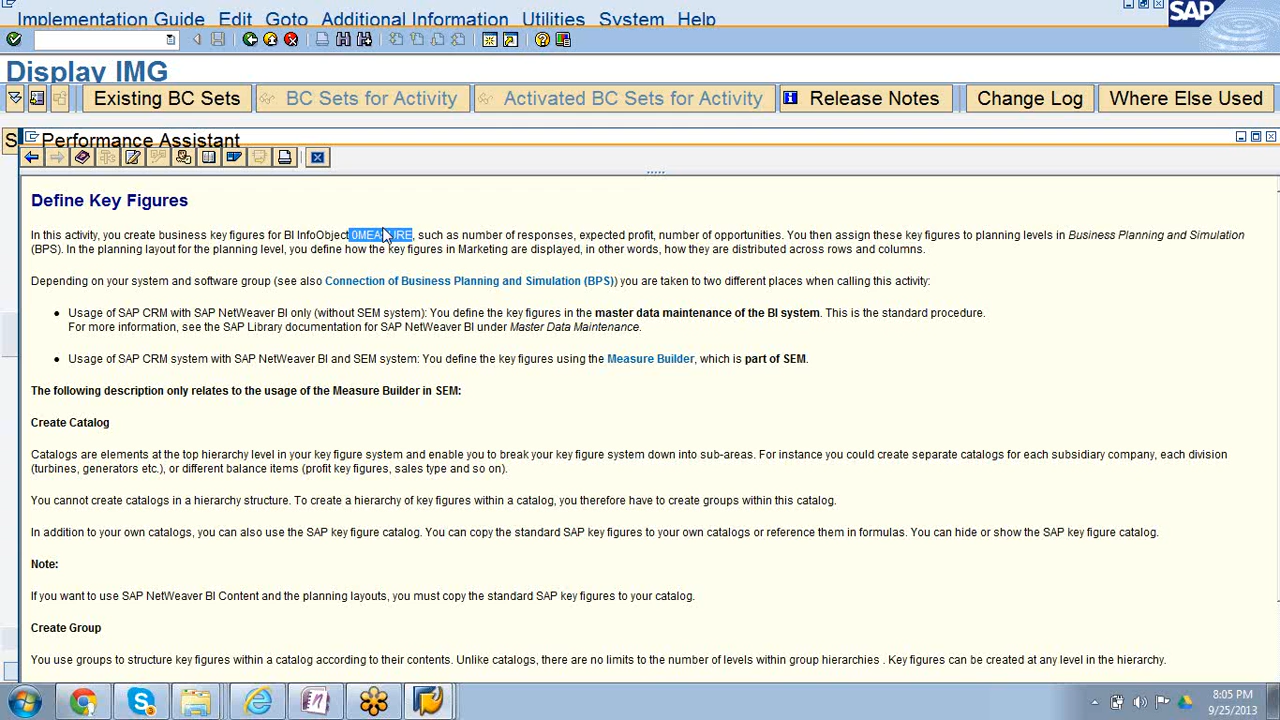 Implementation Guide Edit Goto Additional Information Utilities System Help
SAP
Display IMG
Existing BC Sets BC Sets for Activity Activated BC Sets for Activity Release Notes Change Log Where Else Used
S Performance Assistant
Define Key Figures
In this activity, you create business key figures for BI InfoObject 0MEASURE, such as number of responses, expected profit, number of opportunities. You then assign these key figures to planning levels in Business Planning and Simulation
(BPS). In the planning layout for the planning level, you define how the key figures in Marketing are displayed, in other words, how they are distributed across rows and columns.
Depending on your system and software group (see also Connection of Business Planning and Simulation (BPS)) you are taken to two different places when calling this activity:
• Usage of SAP CRM with SAP NetWeaver BI only (without SEM system): You define the key figures in the master data maintenance of the BI system. This is the standard procedure.
For more information, see the SAP Library documentation for SAP NetWeaver BI under Master Data Maintenance.
• Usage of SAP CRM system with SAP NetWeaver BI and SEM system: You define the key figures using the Measure Builder, which is part of SEM.
The following description only relates to the usage of the Measure Builder in SEM:
Create Catalog
Catalogs are elements at the top hierarchy level in your key figure system and enable you to break your key figure system down into sub-areas. For instance you could create separate catalogs for each subsidiary company, each division
(turbines, generators etc.), or different balance items (profit key figures, sales type and so on).
You cannot create catalogs in a hierarchy structure. To create a hierarchy of key figures within a catalog, you therefore have to create groups within this catalog.
In addition to your own catalogs, you can also use the SAP key figure catalog. You can copy the standard SAP key figures to your own catalogs or reference them in formulas. You can hide or show the SAP key figure catalog.
Note:
If you want to use SAP NetWeaver BI Content and the planning layouts, you must copy the standard SAP key figures to your catalog.
Create Group
You use groups to structure key figures within a catalog according to their contents. Unlike catalogs, there are no limits to the number of levels within group hierarchies . Key figures can be created at any level in the hierarchy.
8:05 PM
9/25/2013